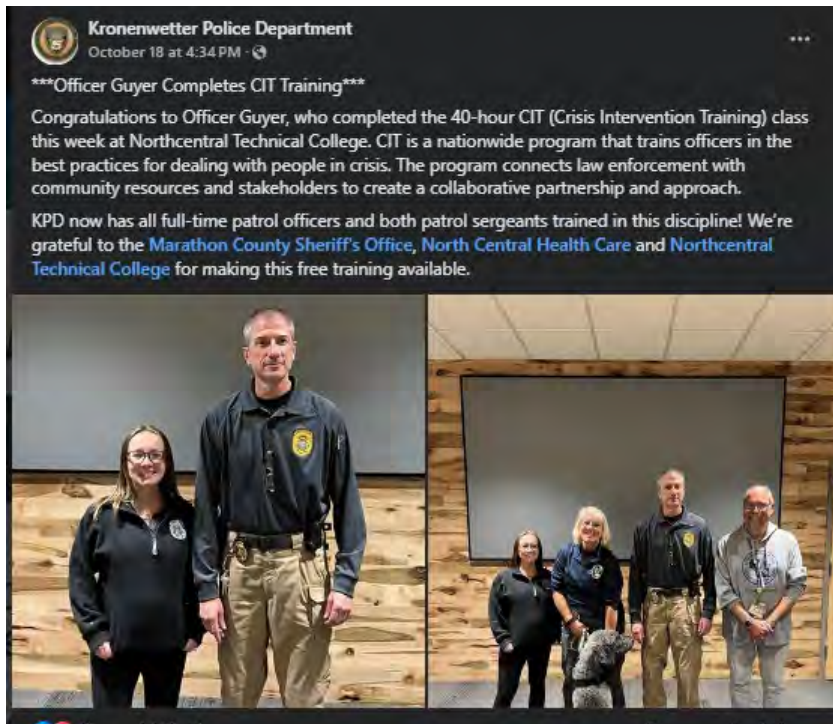 Kronenwetter Police Department
October 18 at 4:34 PM ·
***Officer Guyer Completes CIT Training***
Congratulations to Officer Guyer, who completed the 40-hour CIT (Crisis Intervention Training) class
this week at Northcentral Technical College. CIT is a nationwide program that trains officers in the
best practices for dealing with people in crisis. The program connects law enforcement with
community resources and stakeholders to create a collaborative partnership and approach.
KPD now has all full-time patrol officers and both patrol sergeants trained in this discipline! We're
grateful to the Marathon County Sheriff's Office, North Central Health Care and Northcentral
Technical College for making this free training available.